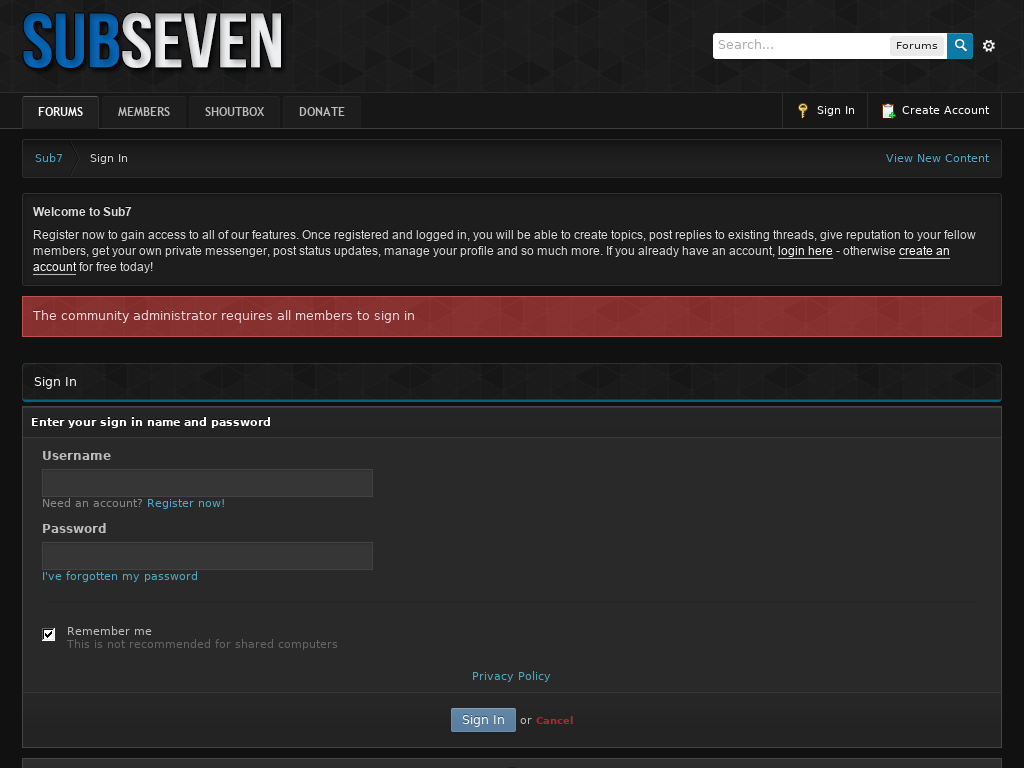 SUBSEVEN
Search... Forums
FORUMS MEMBERS SHOUTBOX DONATE Sign In Create Account
Sub7 Sign In View New Content
Welcome to Sub7
Register now to gain access to all of our features. Once registered and logged in, you will be able to create topics, post replies to existing threads, give reputation to your fellow
members, get your own private messenger, post status updates, manage your profile and so much more. If you already have an account, login here - otherwise create an
account for free today!
The community administrator requires all members to sign in
Sign In
Enter your sign in name and password
Username
Need an account? Register now!
Password
I've forgotten my password
Remember me
This is not recommended for shared computers
Privacy Policy
Sign In or Cancel